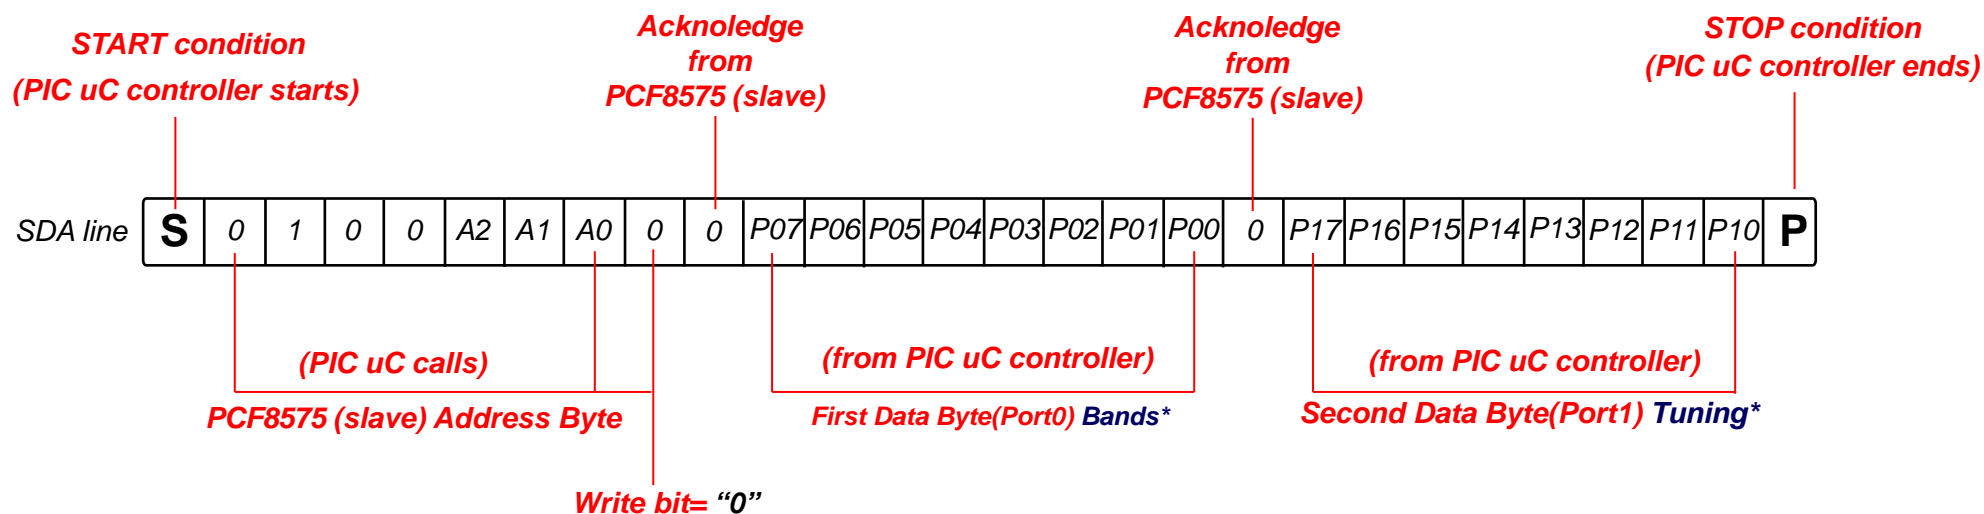 START condition
(PIC uC controller starts)
Acknoledge
from
PCF8575 (slave)
Acknoledge
from
PCF8575 (slave)
STOP condition
(PIC uC controller ends)
SDA line S 0 1 0 0 A2 A1 A0 0 0 P07 P06 P05 P04 P03 P02 P01 P00 0 P17 P16 P15 P14 P13 P12 P11 P10 P
(PIC uC calls)
PCF8575 (slave) Address Byte
(from PIC uC controller)
First Data Byte(Port0) Bands*
(from PIC uC controller)
Second Data Byte(Port1) Tuning*
Write bit= “0”